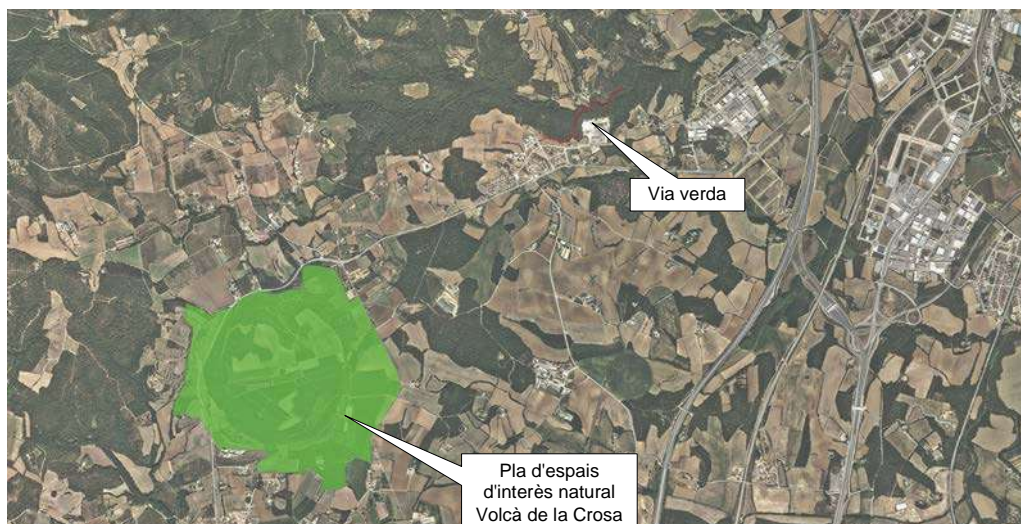 Via verda
Pla d'espais
d'interès natural
Volcà de la Crosa